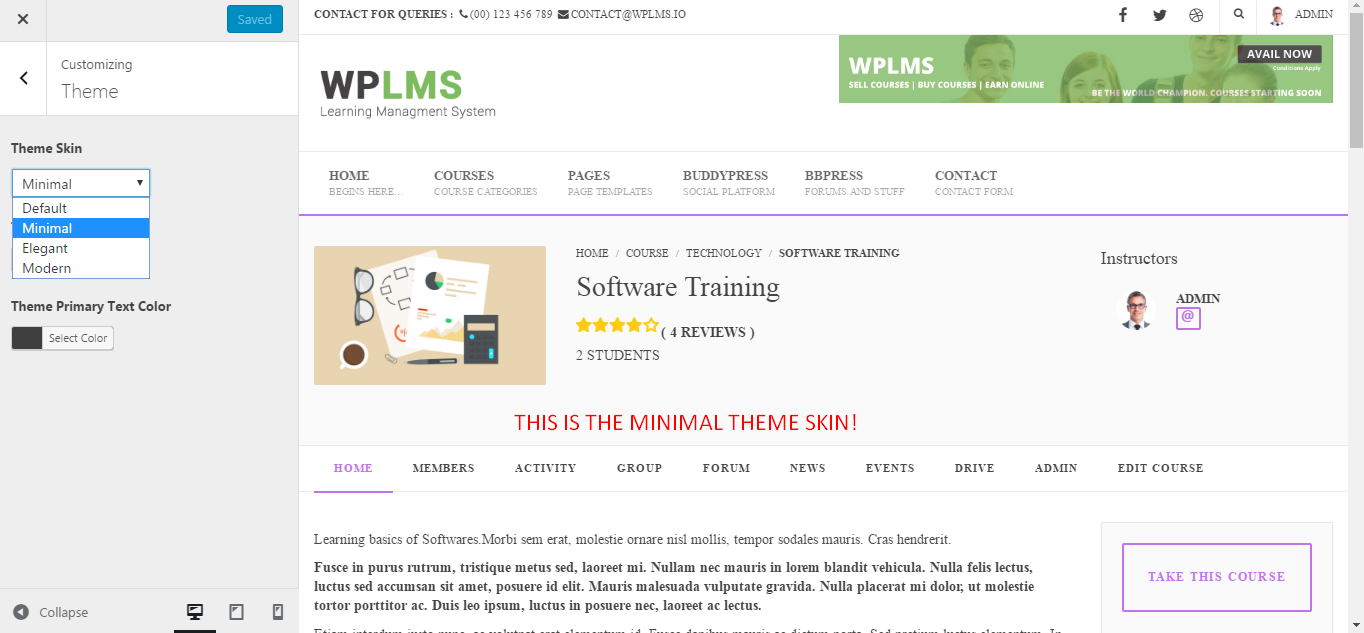 Saved
Customizing
Theme
Theme Skin
Minimal
Default
Minimal
Elegant
Modern
Theme Primary Text Color
Select Color
Collapse
CONTACT FOR QUERIES : (00) 123 456 789 CONTACT@WPLMS.IO
ADMIN
WPLMS
Learning Managment System
WPLMS
SELL COURSES | BUY COURSES | EARN ONLINE
AVAIL NOW
Conditions Apply
BE THE WORLD CHAMPION. COURSES STARTING SOON
HOME COURSES PAGES BUDDYPRESS BBPRESS CONTACT
BEGINS HERE... COURSE CATEGORIES PAGE TEMPLATES SOCIAL PLATFORM FORUMS AND STUFF CONTACT FORM
HOME / COURSE / TECHNOLOGY / SOFTWARE TRAINING
Software Training
( 4 REVIEWS )
2 STUDENTS
Instructors
ADMIN
@
THIS IS THE MINIMAL THEME SKIN!
HOME MEMBERS ACTIVITY GROUP FORUM NEWS EVENTS DRIVE ADMIN EDIT COURSE
Learning basics of Softwares.Morbi sem erat, molestie ornare nisl mollis, tempor sodales mauris. Cras hendrerit.
Fusce in purus rutrum, tristique metus sed, laoreet mi. Nullam nec mauris in lorem blandit vehicula. Nulla felis lectus,
luctus sed accumsan sit amet, posuere id elit. Mauris malesuada vulputate gravida. Nulla placerat mi dolor, ut molestie
tortor porttitor ac. Duis leo ipsum, luctus in posuere nec, laoreet ac lectus.
TAKE THIS COURSE